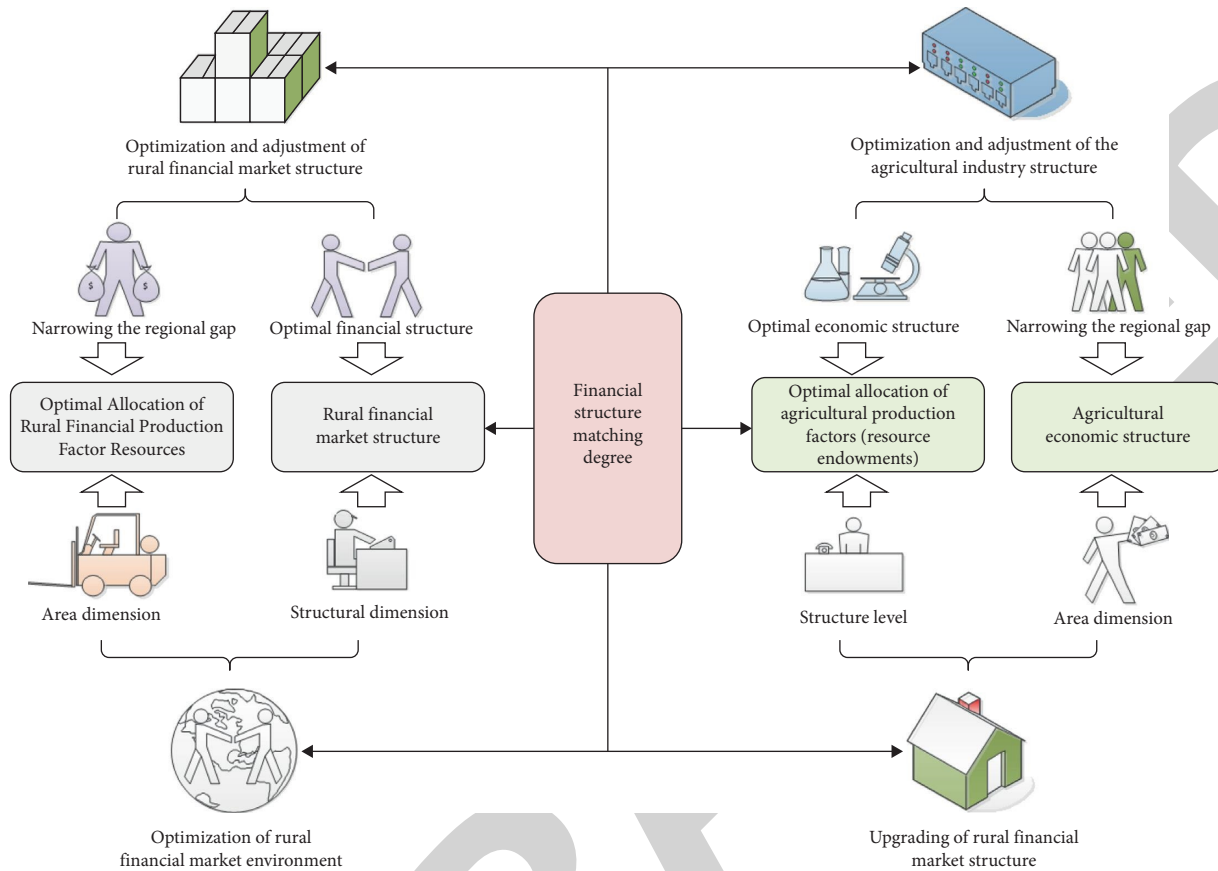 Optimization and adjustment of
rural financial market structure
Optimization and adjustment of the
agricultural industry structure
$
$
Narrowing the regional gap
Optimal financial structure
Optimal economic structure
Narrowing the regional gap
Optimal Allocation of
Rural Financial Production
Factor Resources
Rural financial
market structure
Financial
structure
matching
degree
Optimal allocation of
agricultural production
factors (resource
endowments)
Agricultural
economic structure
Area dimension
Structural dimension
Structure level
Area dimension
Optimization of rural
financial market environment
Upgrading of rural financial
market structure